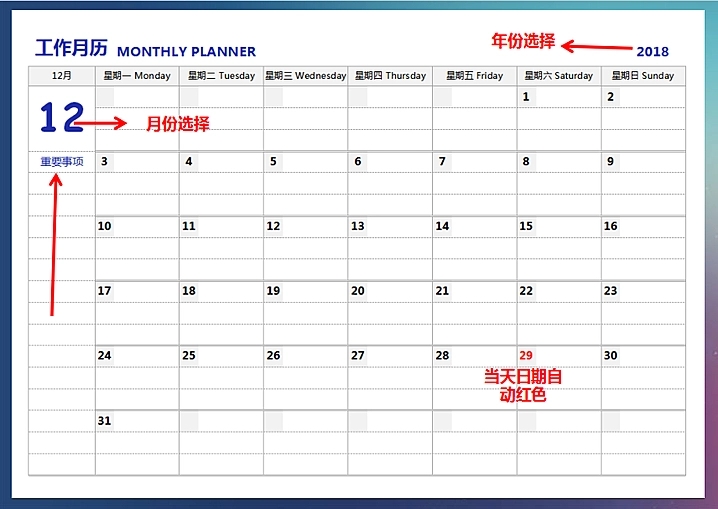 工作月历 MONTHLY PLANNER
年份选择
2018
12月 星期一 Monday 星期二 Tuesday 星期三 Wednesday 星期四 Thursday 星期五 Friday 星期六 Saturday 星期日 Sunday
1 2
12 月份选择
重要事项 3 4 5 6 7 8 9
10 11 12 13 14 15 16
17 18 19 20 21 22 23
24 25 26 27 28 29 30
当天日期自
动红色
31